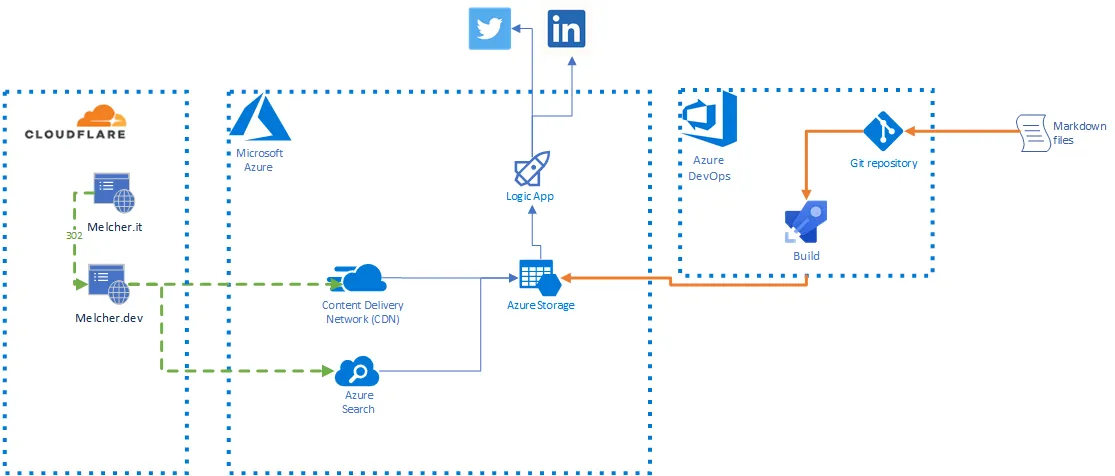 in
CLOUDFLARE
Microsoft
Azure
Azure
DevOps
Git repository
Markdown
files
Logic App
Melcher.it
302
Build
Melcher.dev
Content Delivery
Network (CDN)
Azure Storage
Azure
Search